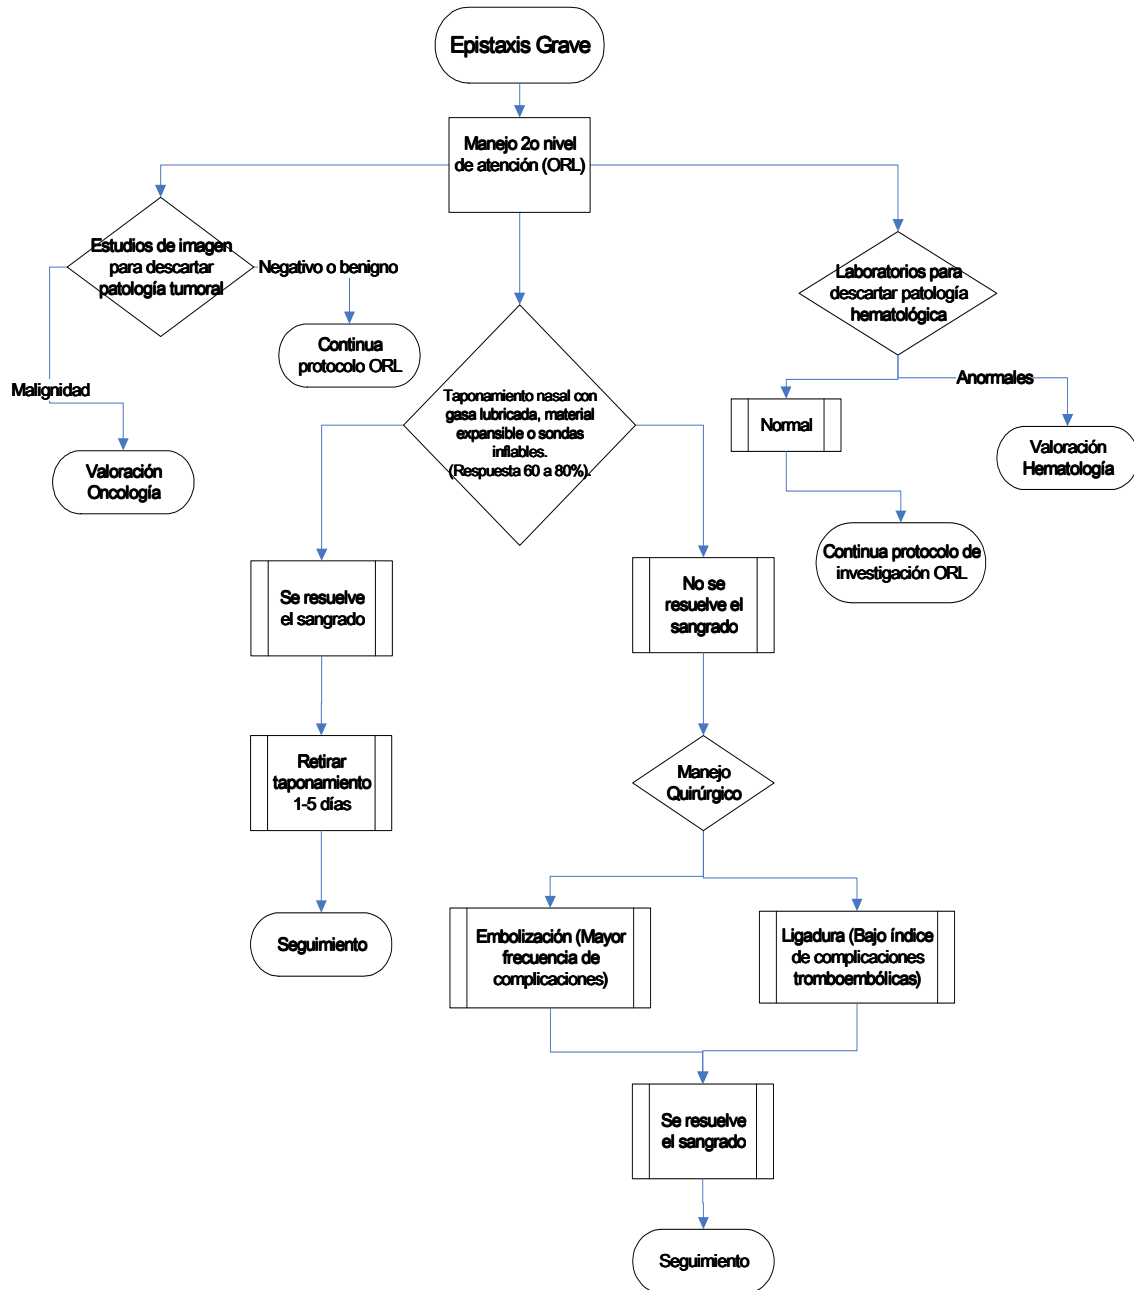 Epistaxis Grave
Manejo 2o nivel
de atención (ORL)
Estudios de imagen
para descartar
patología tumoral
Negativo o benigno
Continua
protocolo ORL
Malignidad
Valoración
Oncología
Taponamiento nasal con
gasa lubricada, material
expansible o sondas
inflables.
(Respuesta 60 a 80%).
Laboratorios para
descartar patología
hematológica
Anormales
Normal
Valoración
Hematología
Continua protocolo de
investigación ORL
Se resuelve
el sangrado
No se
resuelve el
sangrado
Retirar
taponamiento
1-5 días
Manejo
Quirúrgico
Seguimiento
Embolización (Mayor
frecuencia de
complicaciones)
Ligadura (Bajo índice
de complicaciones
tromboembólicas)
Se resuelve
el sangrado
Seguimiento